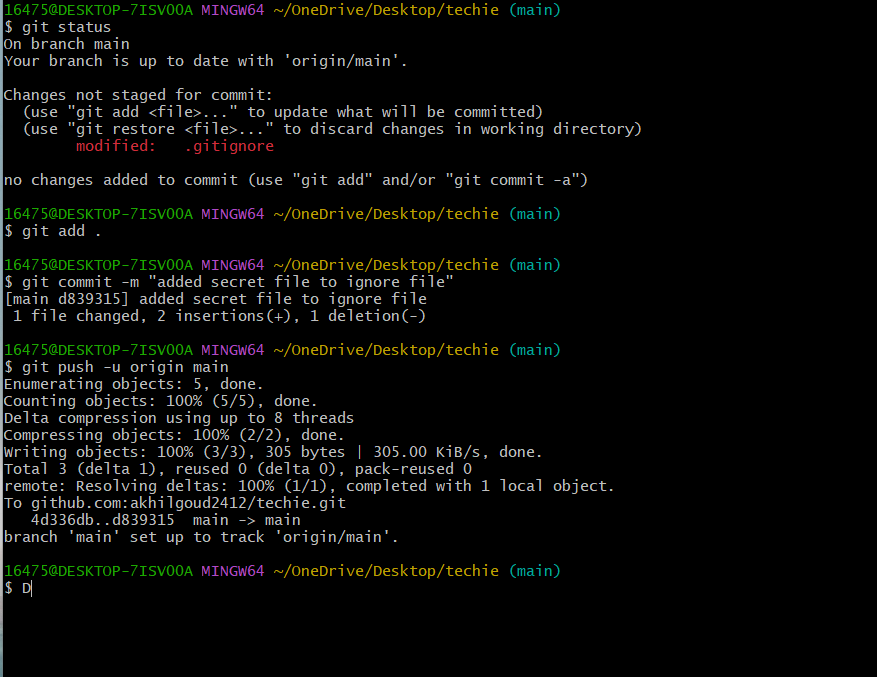 16475@DESKTOP-7ISV00A MINGW64 ~/OneDrive/Desktop/techie (main)
$ git status
On branch main
Your branch is up to date with 'origin/main'.
Changes not staged for commit:
  (use "git add <file>..." to update what will be committed)
  (use "git restore <file>..." to discard changes in working directory)
        modified:   .gitignore
no changes added to commit (use "git add" and/or "git commit -a")
16475@DESKTOP-7ISV00A MINGW64 ~/OneDrive/Desktop/techie (main)
$ git add .
16475@DESKTOP-7ISV00A MINGW64 ~/OneDrive/Desktop/techie (main)
$ git commit -m "added secret file to ignore file"
[main d839315] added secret file to ignore file
 1 file changed, 2 insertions(+), 1 deletion(-)
16475@DESKTOP-7ISV00A MINGW64 ~/OneDrive/Desktop/techie (main)
$ git push -u origin main
Enumerating objects: 5, done.
Counting objects: 100% (5/5), done.
Delta compression using up to 8 threads
Compressing objects: 100% (2/2), done.
Writing objects: 100% (3/3), 305 bytes | 305.00 KiB/s, done.
Total 3 (delta 1), reused 0 (delta 0), pack-reused 0
remote: Resolving deltas: 100% (1/1), completed with 1 local object.
To github.com:akhilgoud2412/techie.git
   4d336db..d839315  main -> main
branch 'main' set up to track 'origin/main'.
16475@DESKTOP-7ISV00A MINGW64 ~/OneDrive/Desktop/techie (main)
$ D